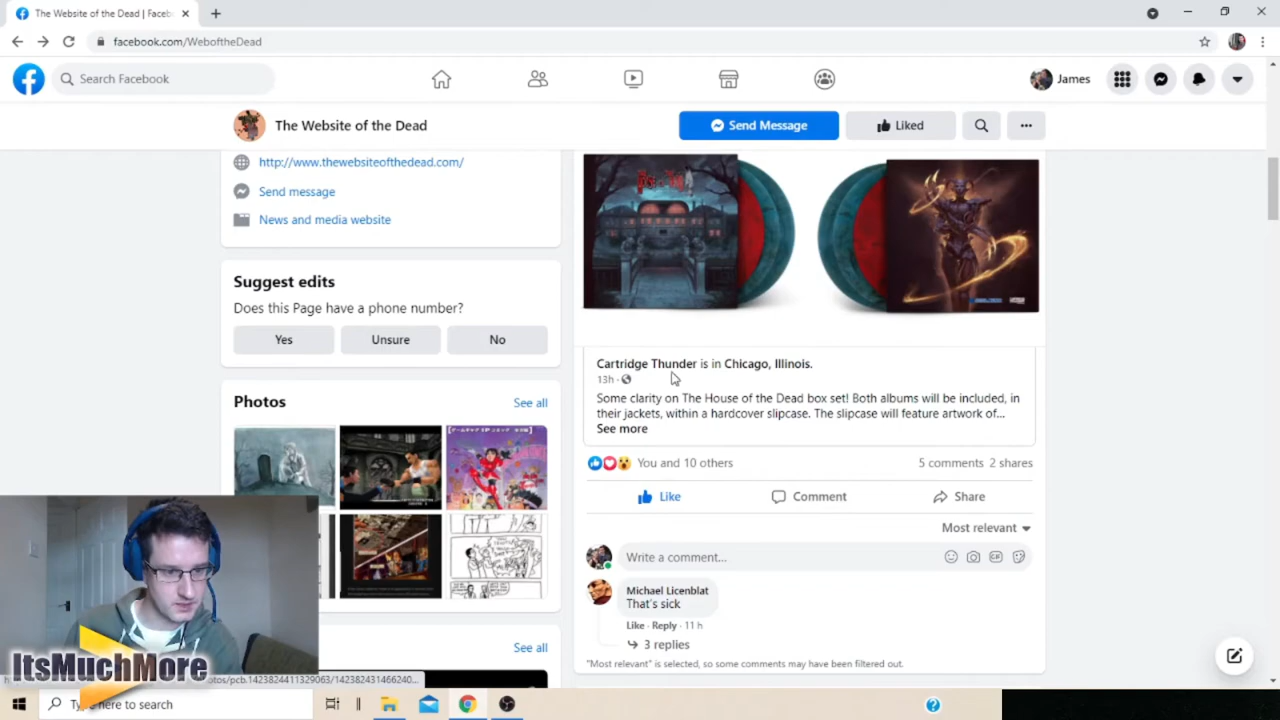 The Website of the Dead | Faceb
facebook.com/WeboftheDead
Search Facebook
James
The Website of the Dead
Send Message
Liked
http://www.thewebsiteofthedead.com/
Send message
News and media website
Suggest edits
Does this Page have a phone number?
Yes
Unsure
No
Photos
See all
See all
Cartridge Thunder is in Chicago, Illinois.
13h ·
Some clarity on The House of the Dead box set! Both albums will be included, in
their jackets, within a hardcover slipcase. The slipcase will feature artwork of...
See more
You and 10 others
5 comments 2 shares
Like
Comment
Share
Most relevant
Write a comment...
GIF
Michael Licenblat
That's sick
Like · Reply · 11 h
3 replies
"Most relevant" is selected, so some comments may have been filtered out.
ItsMuchMore
otos/pcb.1423824411329063/142382431466240...
here to search